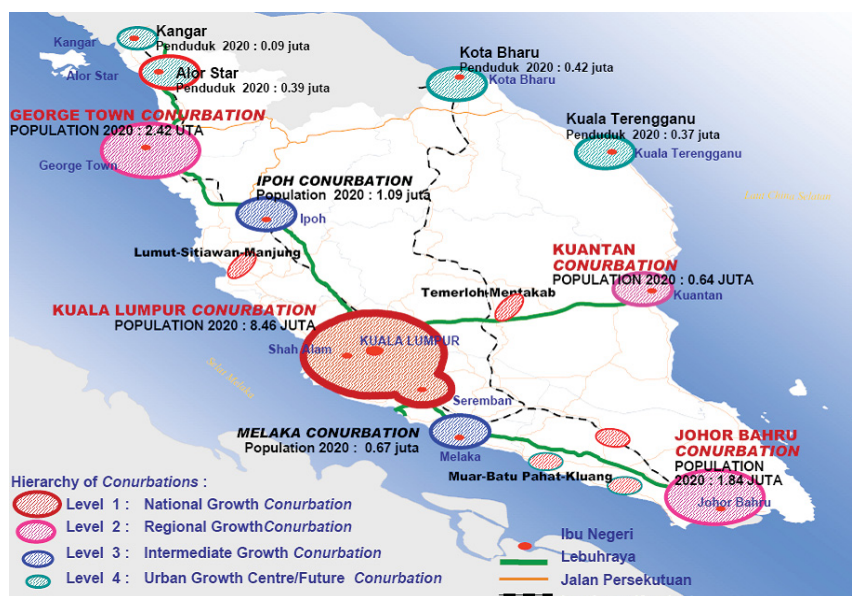 Kangar
Penduduk 2020 : 0.09 juta
Kangar
Alor Star
Alor Star
Penduduk 2020 : 0.39 juta
Kota Bharu
Penduduk 2020 : 0.42 juta
Kota Bharu
GEORGE TOWN CONURBATION
POPULATION 2020 : 2.42 UTA
George Town
Kuala Terengganu
Penduduk 2020 : 0.37 juta
Kuala Terengganu
IPOH CONURBATION
Population 2020 : 1.09 juta
Ipoh
Lumut-Sitiawan-Manjung
KUANTAN
CONURBATION
POPULATION 2020 : 0.64 JUTA
Kuantan
Temerloh-Mentakab
KUALA LUMPUR CONURBATION
POPULATION 2020 : 8.46 JUTA
KUALA LUMPUR
Shah Alam
Selat Melaka
Seremban
MELAKA CONURBATION
Population 2020 : 0.67 juta
Melaka
Muar-Batu Pahat-Kluang
JOHOR BAHRU
CONURBATION
POPULATION
2020 : 1.84 JUTA
Johor Bahru
Hierarchy of Conurbations :
Level 1 : National Growth Conurbation
Level 2 : Regional GrowthConurbation
Level 3 : Intermediate Growth Conurbation
Level 4 : Urban Growth Centre/Future Conurbation
Ibu Negeri
Lebuhraya
Jalan Persekutuan